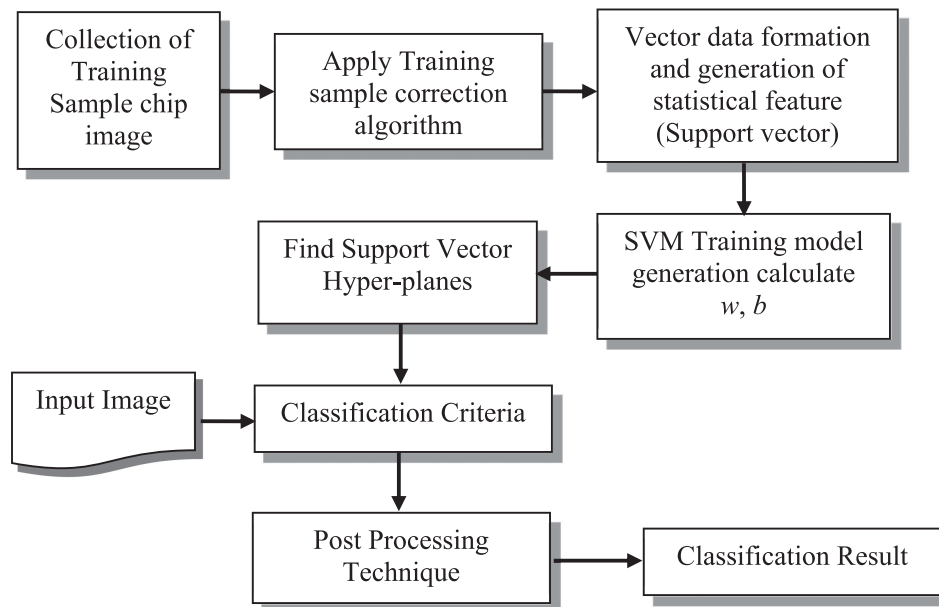 Collection of
Training
Sample chip
image
Apply Training
sample correction
algorithm
Vector data formation
and generation of
statistical feature
(Support vector)
SVM Training model
generation calculate
w, b
Find Support Vector
Hyper-planes
Input Image
Classification Criteria
Post Processing
Technique
Classification Result